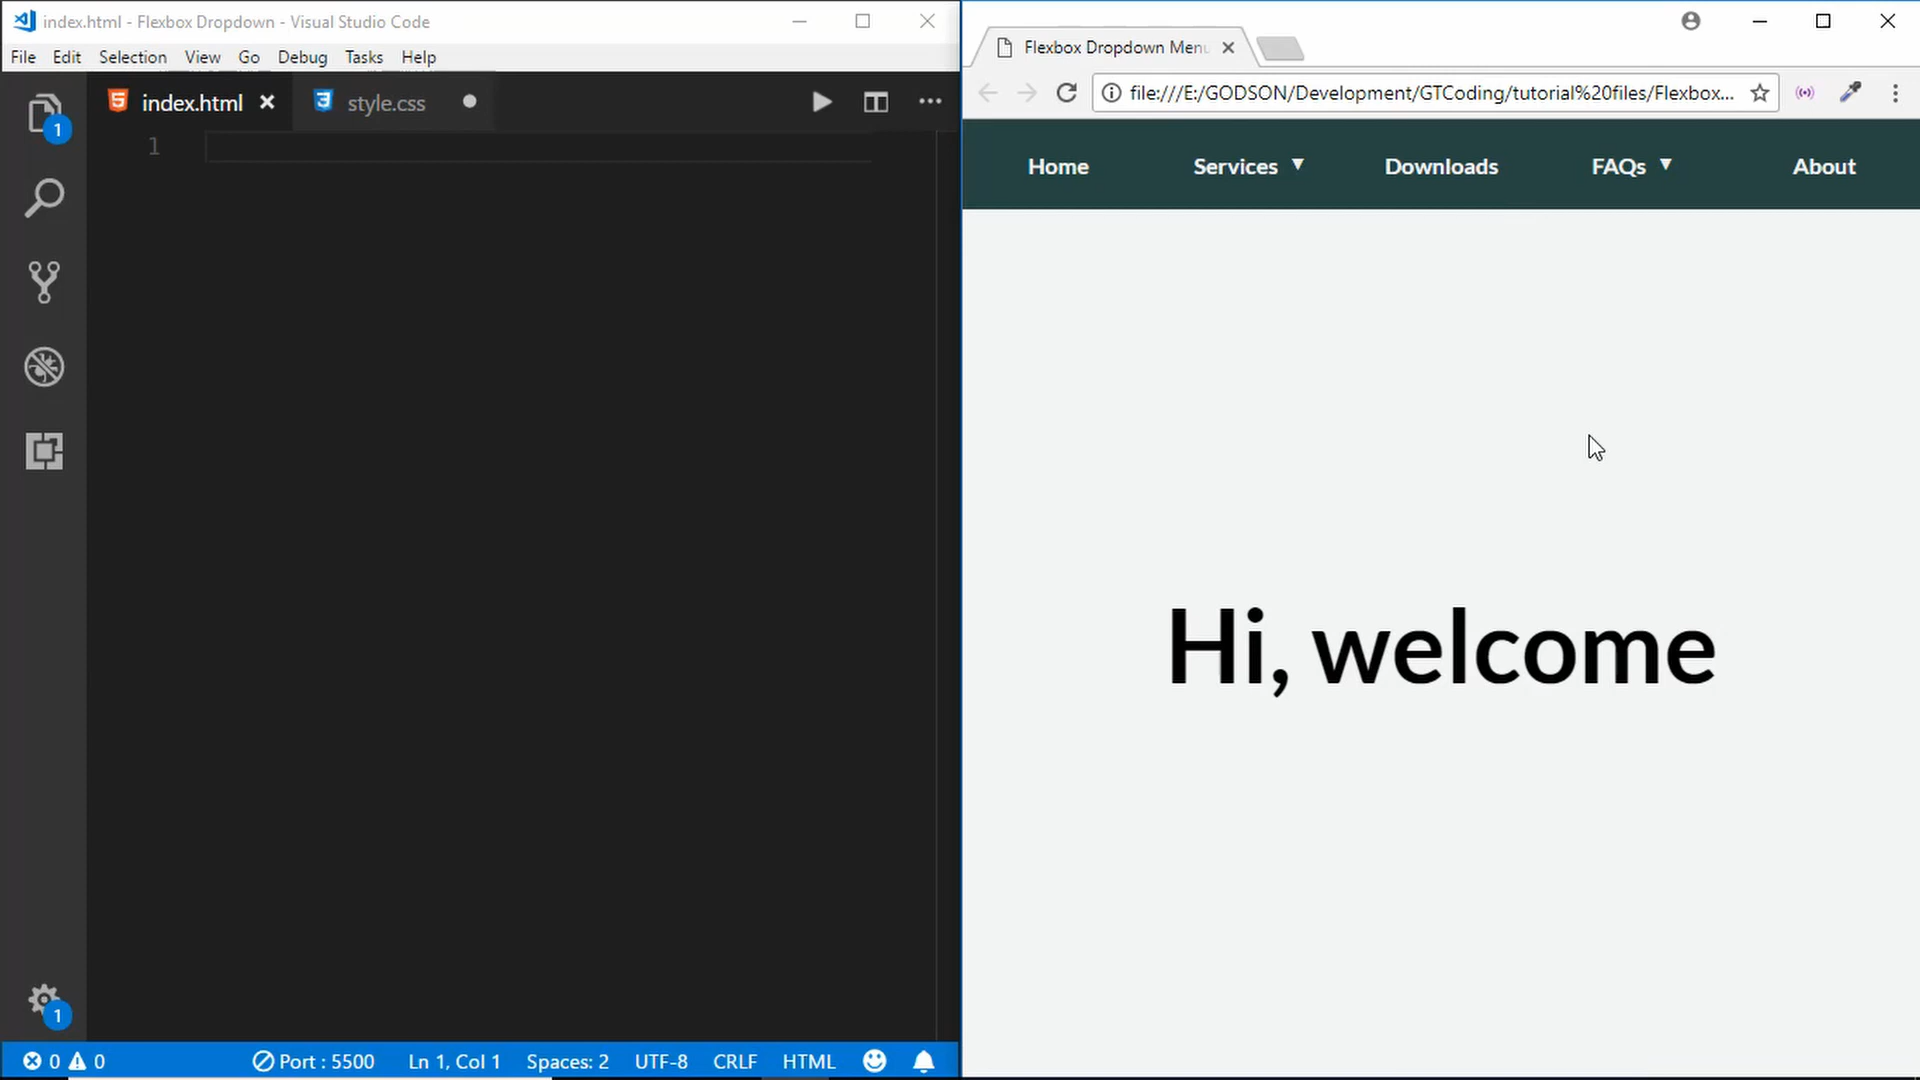 index.html - Flexbox Dropdown - Visual Studio Code
File Edit Selection View Go Debug Tasks Help
index.html style.css
1
1
1
0 0 Port : 5500 Ln 1, Col 1 Spaces: 2 UTF-8 CRLF HTML
Flexbox Dropdown Menu
file:///E:/GODSON/Development/GTCoding/tutorial%20files/Flexbox...
Home Services ▼ Downloads FAQs ▼ About
Hi, welcome